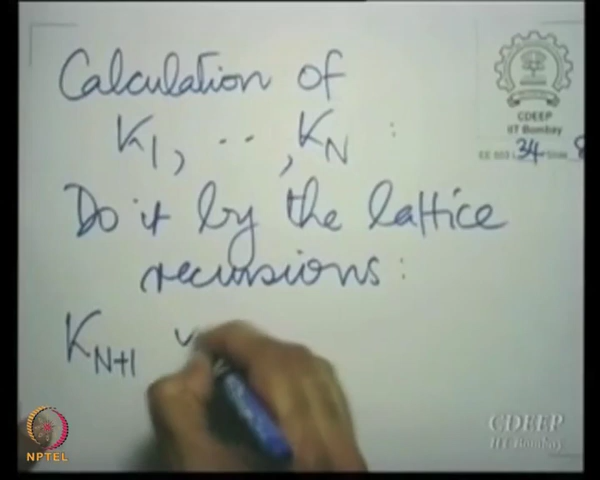 Calculation of
K1, .. , KN :
Do it by the lattice
recursions:
KN+1
CDEEP
IIT Bombay
34
8
NPTEL
CDEEP
IIT Bombay